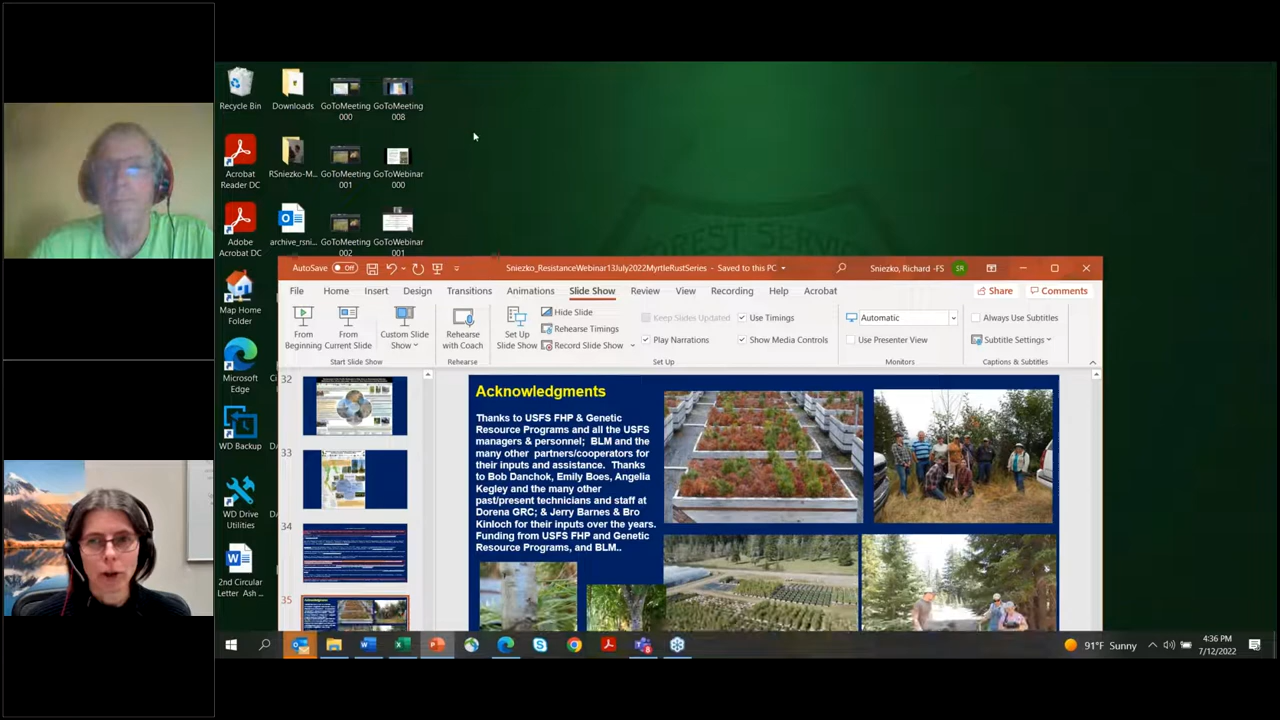 Recycle Bin
Downloads
GoToMeeting 000
GoToMeeting 008
Acrobat Reader DC
RSniezko-M...
GoToMeeting 001
GoToWebinar 000
Adobe Acrobat DC
archive_rsni...
GoToMeeting 002
GoToWebinar 001
FOREST SERVICE
Map Home Folder
Microsoft Edge
WD Backup
WD Drive Utilities
2nd Circular Letter Ash ...
AutoSave Off
Sniezko_ResistanceWebinar13July2022MyrtleRustSeries - Saved to this PC
Sniezko, Richard -FS
SR
File Home Insert Design Transitions Animations Slide Show Review View Recording Help Acrobat
Share
Comments
From Beginning
From Current Slide
Custom Slide Show
Start Slide Show
Rehearse with Coach
Rehearse
Set Up Slide Show
Hide Slide
Rehearse Timings
Record Slide Show
Keep Slides Updated
Use Timings
Play Narrations
Show Media Controls
Set Up
Automatic
Use Presenter View
Monitors
Always Use Subtitles
Subtitle Settings
Captions & Subtitles
32
33
34
35
Acknowledgments
Thanks to USFS FHP & Genetic
Resource Programs and all the USFS
managers & personnel; BLM and the
many other partners/cooperators for
their inputs and assistance. Thanks
to Bob Danchok, Emily Boes, Angelia
Kegley and the many other
past/present technicians and staff at
Dorena GRC; & Jerry Barnes & Bro
Kinloch for their inputs over the years.
Funding from USFS FHP and Genetic
Resource Programs, and BLM..
91°F Sunny
4:36 PM
7/12/2022